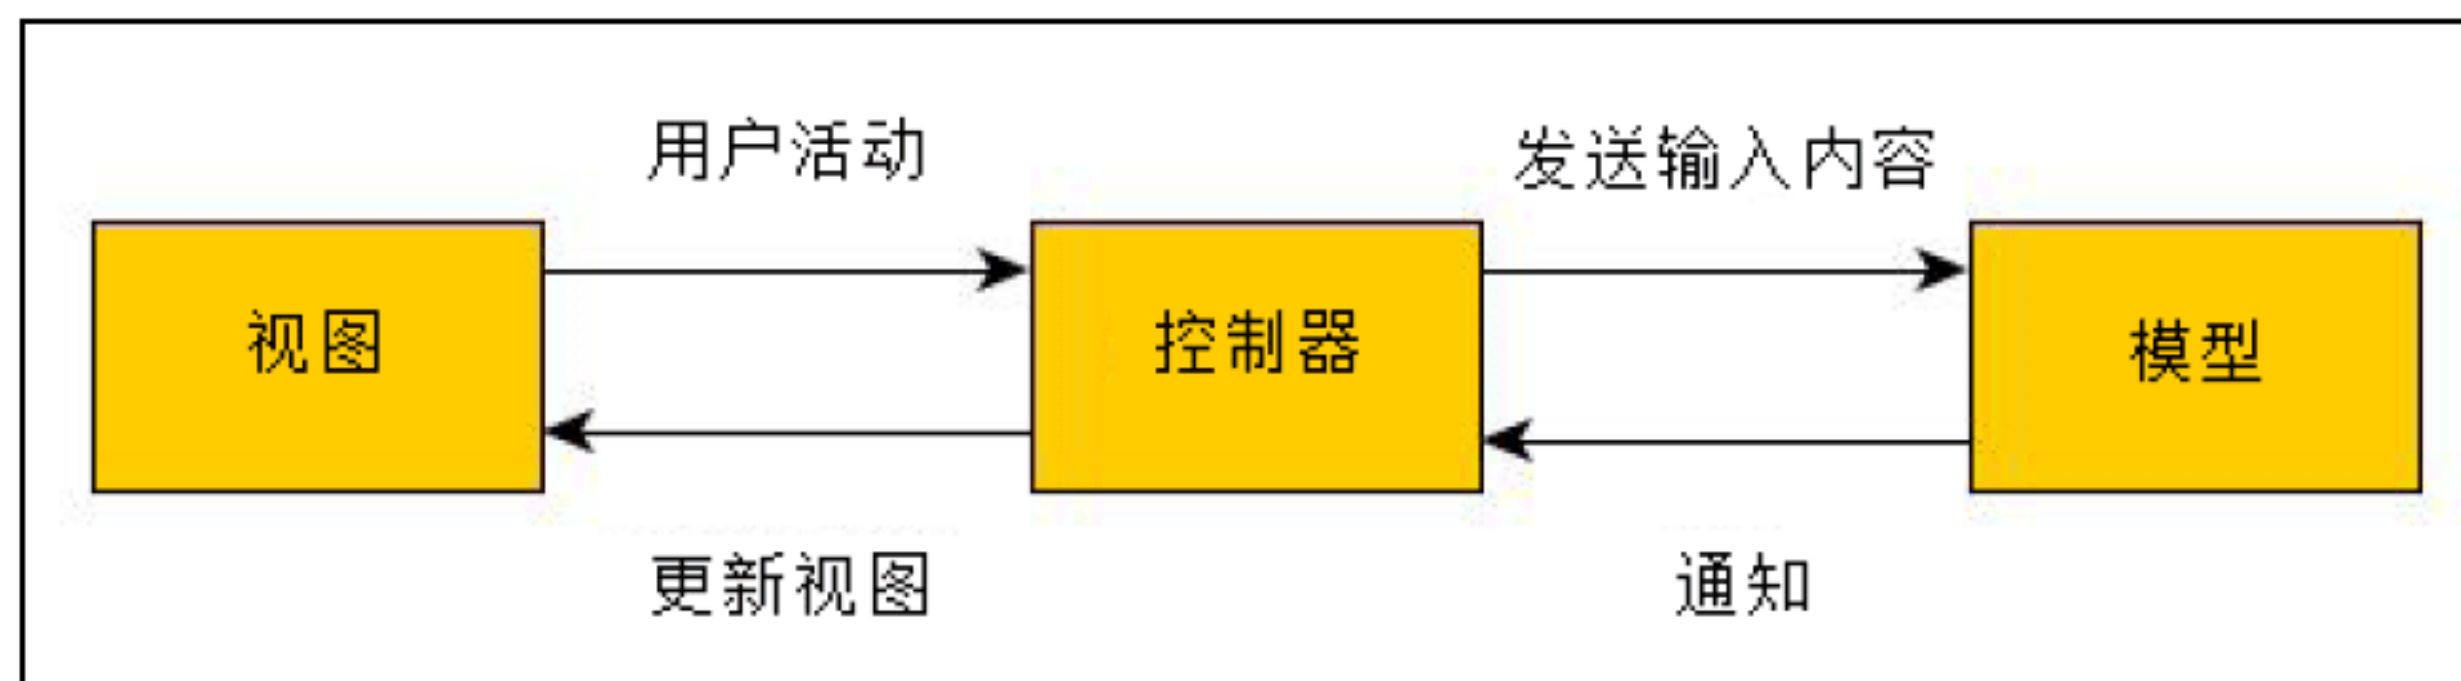 用户活动
发送输入内容
视图
控制器
模型
更新视图
通知